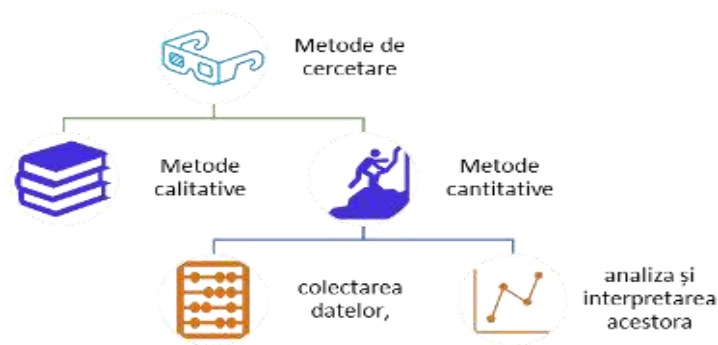 Metode de
cercetare
Metode
calitative
Metode
cantitative
colectarea
datelor,
analiza și
interpretarea
acestora